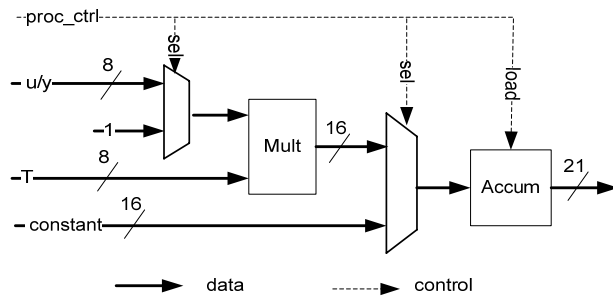 proc_ctrl
u/y
8
sel
1
Mult
16
sel
load
T
8
constant
16
Accum
21
data
control